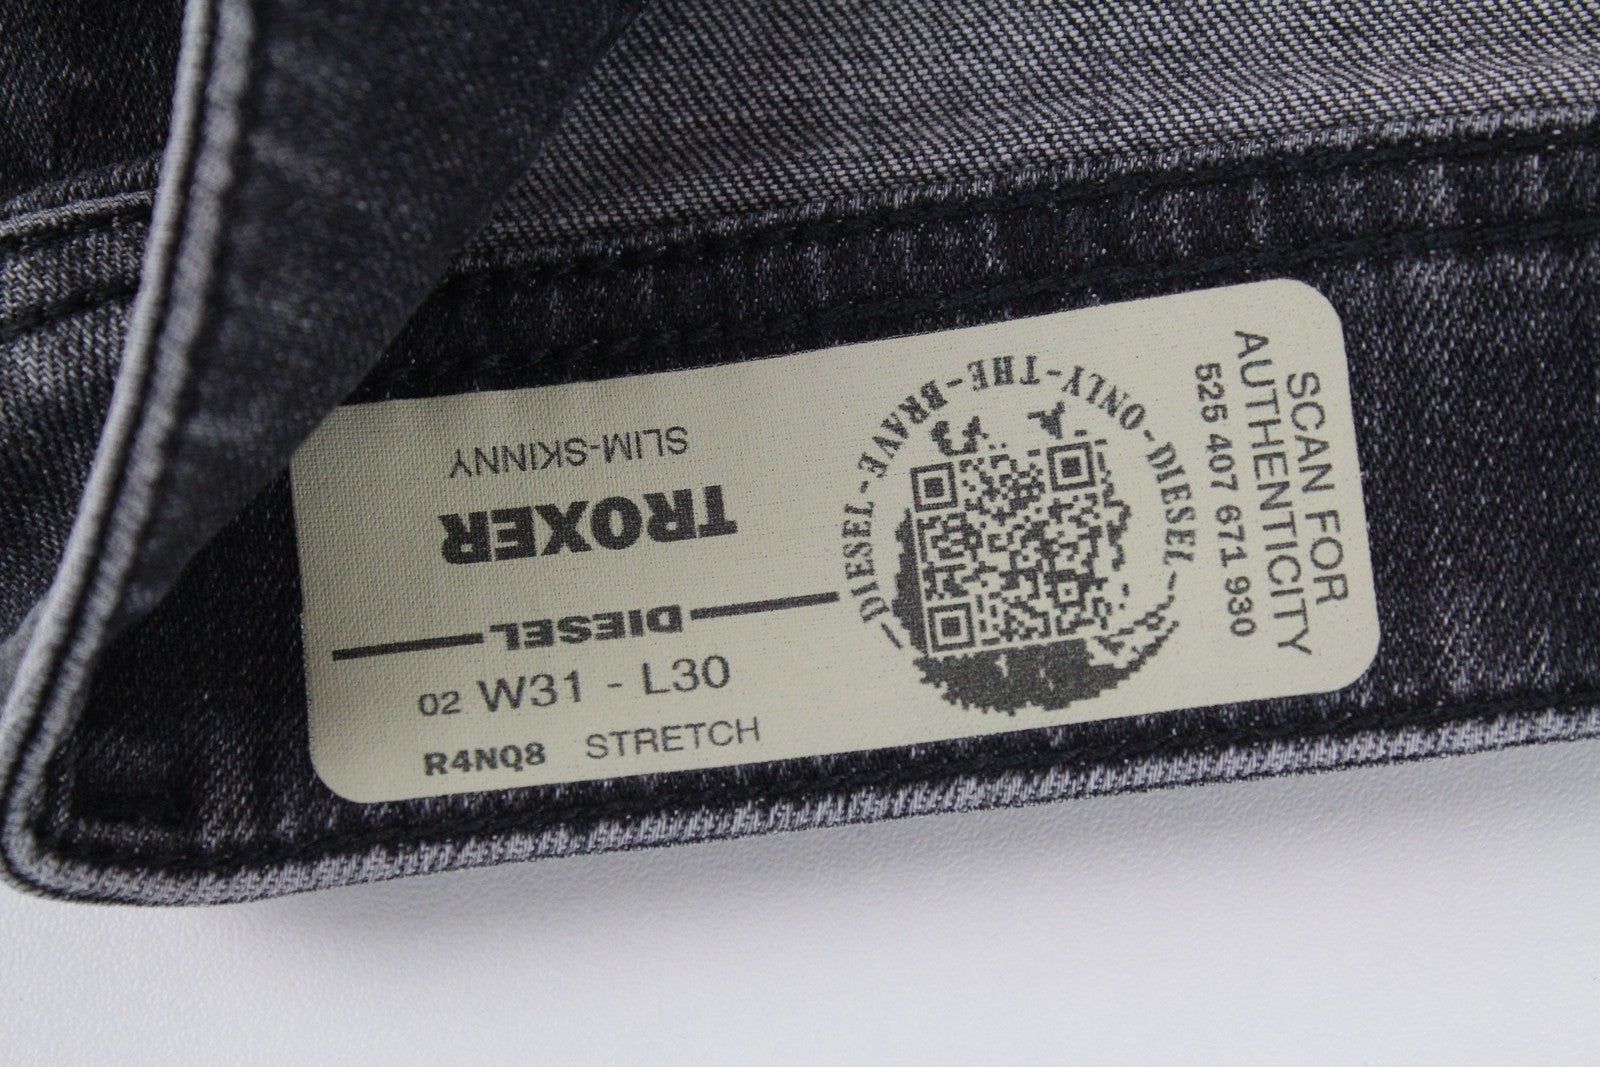 SLIM-SKINNY
TROXER
DIESEL
02 W31 - L30
R4NQ8 STRETCH
DIESEL-ONLY-THE-BRAVE-DIESEL
SCAN FOR
AUTHENTICITY
525 407 671 930